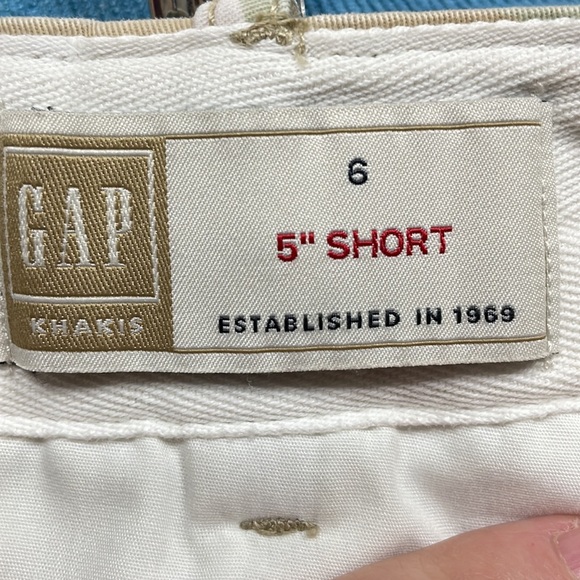 GAP
KHAKIS
6
5" SHORT
ESTABLISHED IN 1969